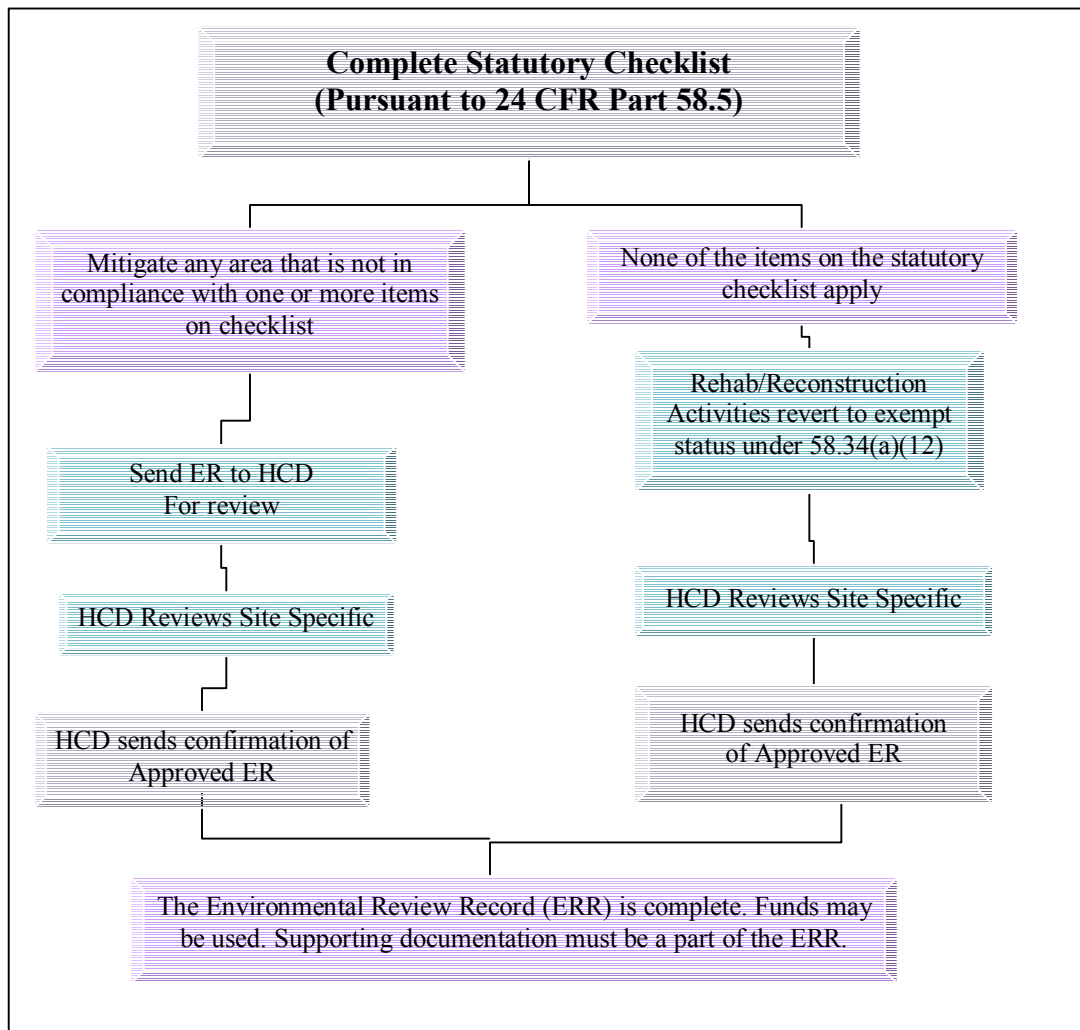 Complete Statutory Checklist
(Pursuant to 24 CFR Part 58.5)
Mitigate any area that is not in
compliance with one or more items
on checklist
Send ER to HCD
For review
HCD Reviews Site Specific
HCD sends confirmation of
Approved ER
None of the items on the statutory
checklist apply
Rehab/Reconstruction
Activities revert to exempt
status under 58.34(a)(12)
HCD Reviews Site Specific
HCD sends confirmation
of Approved ER
The Environmental Review Record (ERR) is complete. Funds may
be used. Supporting documentation must be a part of the ERR.